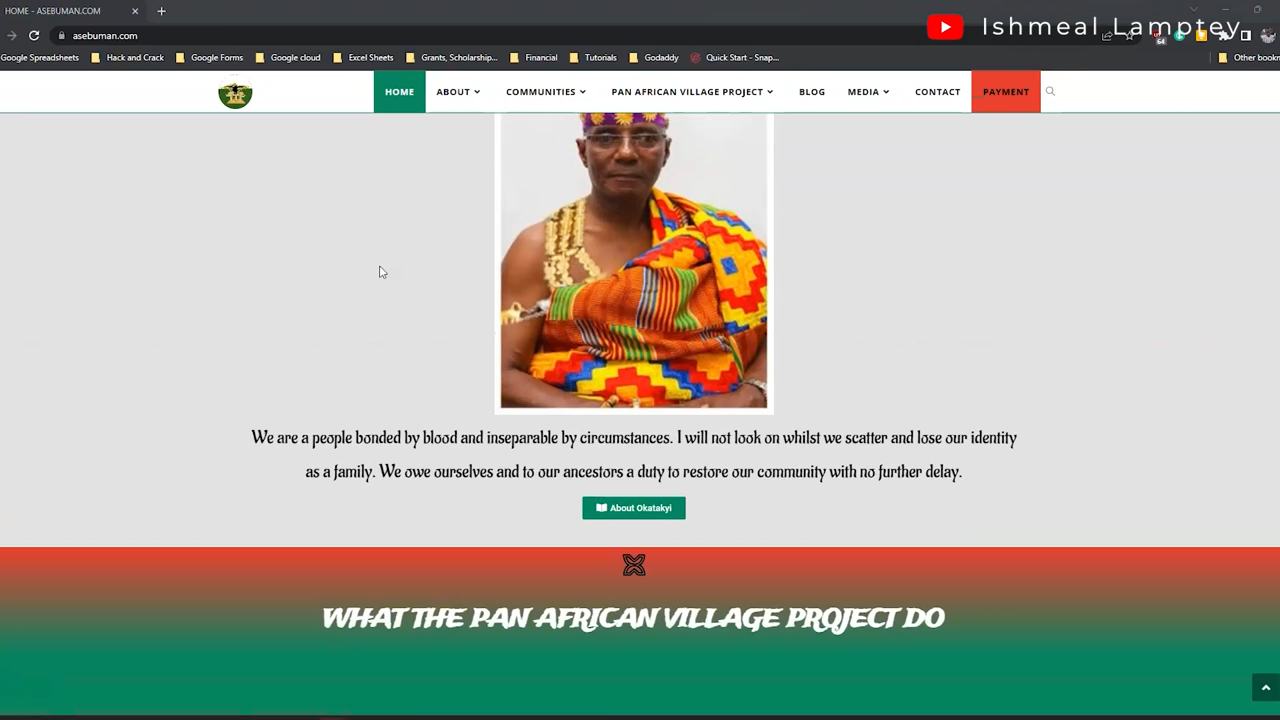 HOME - ASEBUMAN.COM
Ishmeal Lamptey
asebuman.com
64
Google Spreadsheets Hack and Crack Google Forms Google cloud Excel Sheets Grants, Scholarship... Financial Tutorials Godaddy Quick Start - Snap... Other bookm
HOME ABOUT COMMUNITIES PAN AFRICAN VILLAGE PROJECT BLOG MEDIA CONTACT PAYMENT
We are a people bonded by blood and inseparable by circumstances. I will not look on whilst we scatter and lose our identity
as a family. We owe ourselves and to our ancestors a duty to restore our community with no further delay.
About Okatakyi
WHAT THE PAN AFRICAN VILLAGE PROJECT DO